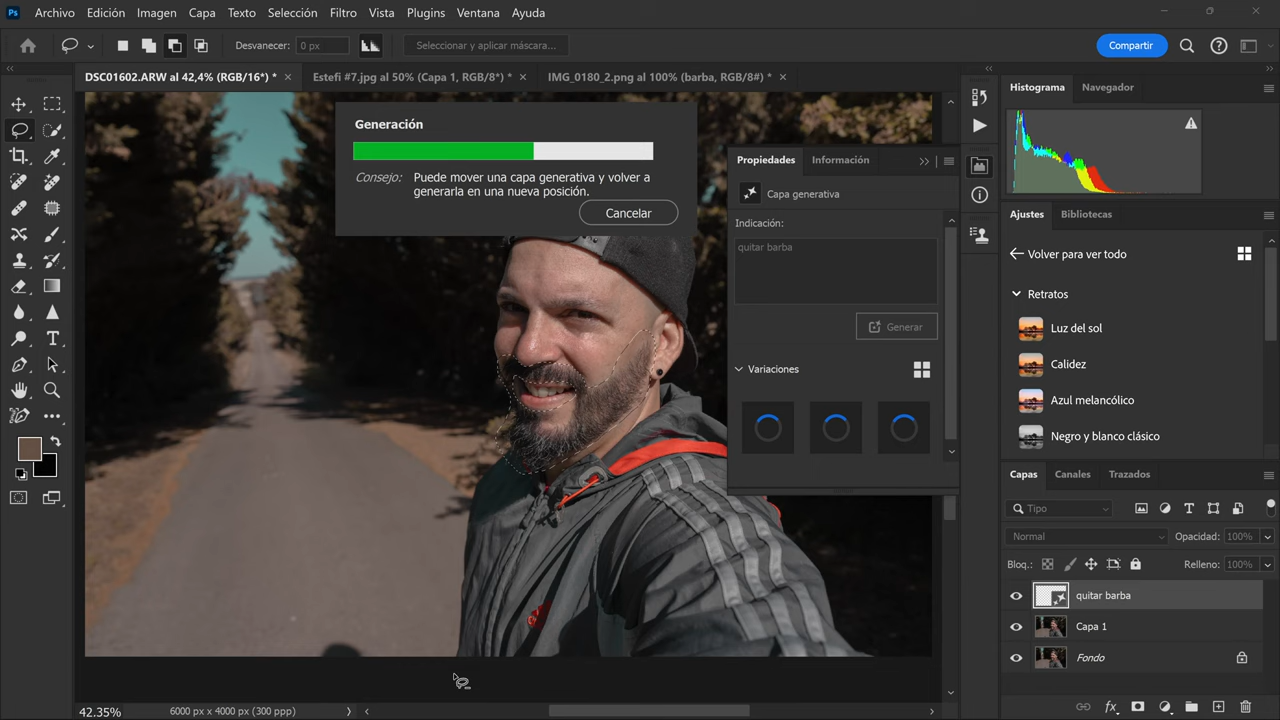 Ps
Archivo Edición Imagen Capa Texto Selección Filtro Vista Plugins Ventana Ayuda
Desvanecer: 0 px Seleccionar y aplicar máscara... Compartir
DSC01602.ARW al 42,4% (RGB/16*) * Estefi #7.jpg al 50% (Capa 1, RGB/8*) * IMG_0180_2.png al 100% (barba, RGB/8#) *
Histograma Navegador
Generación
Consejo: Puede mover una capa generativa y volver a
generarla en una nueva posición.
Cancelar
Propiedades Información
Capa generativa
Indicación:
quitar barba
Generar
Variaciones
Ajustes Bibliotecas
Volver para ver todo
Retratos
Luz del sol
Calidez
Azul melancólico
Negro y blanco clásico
Capas Canales Trazados
Tipo
Normal Opacidad: 100%
Bloq.: Relleno: 100%
quitar barba
Capa 1
Fondo
42.35% 6000 px x 4000 px (300 ppp)